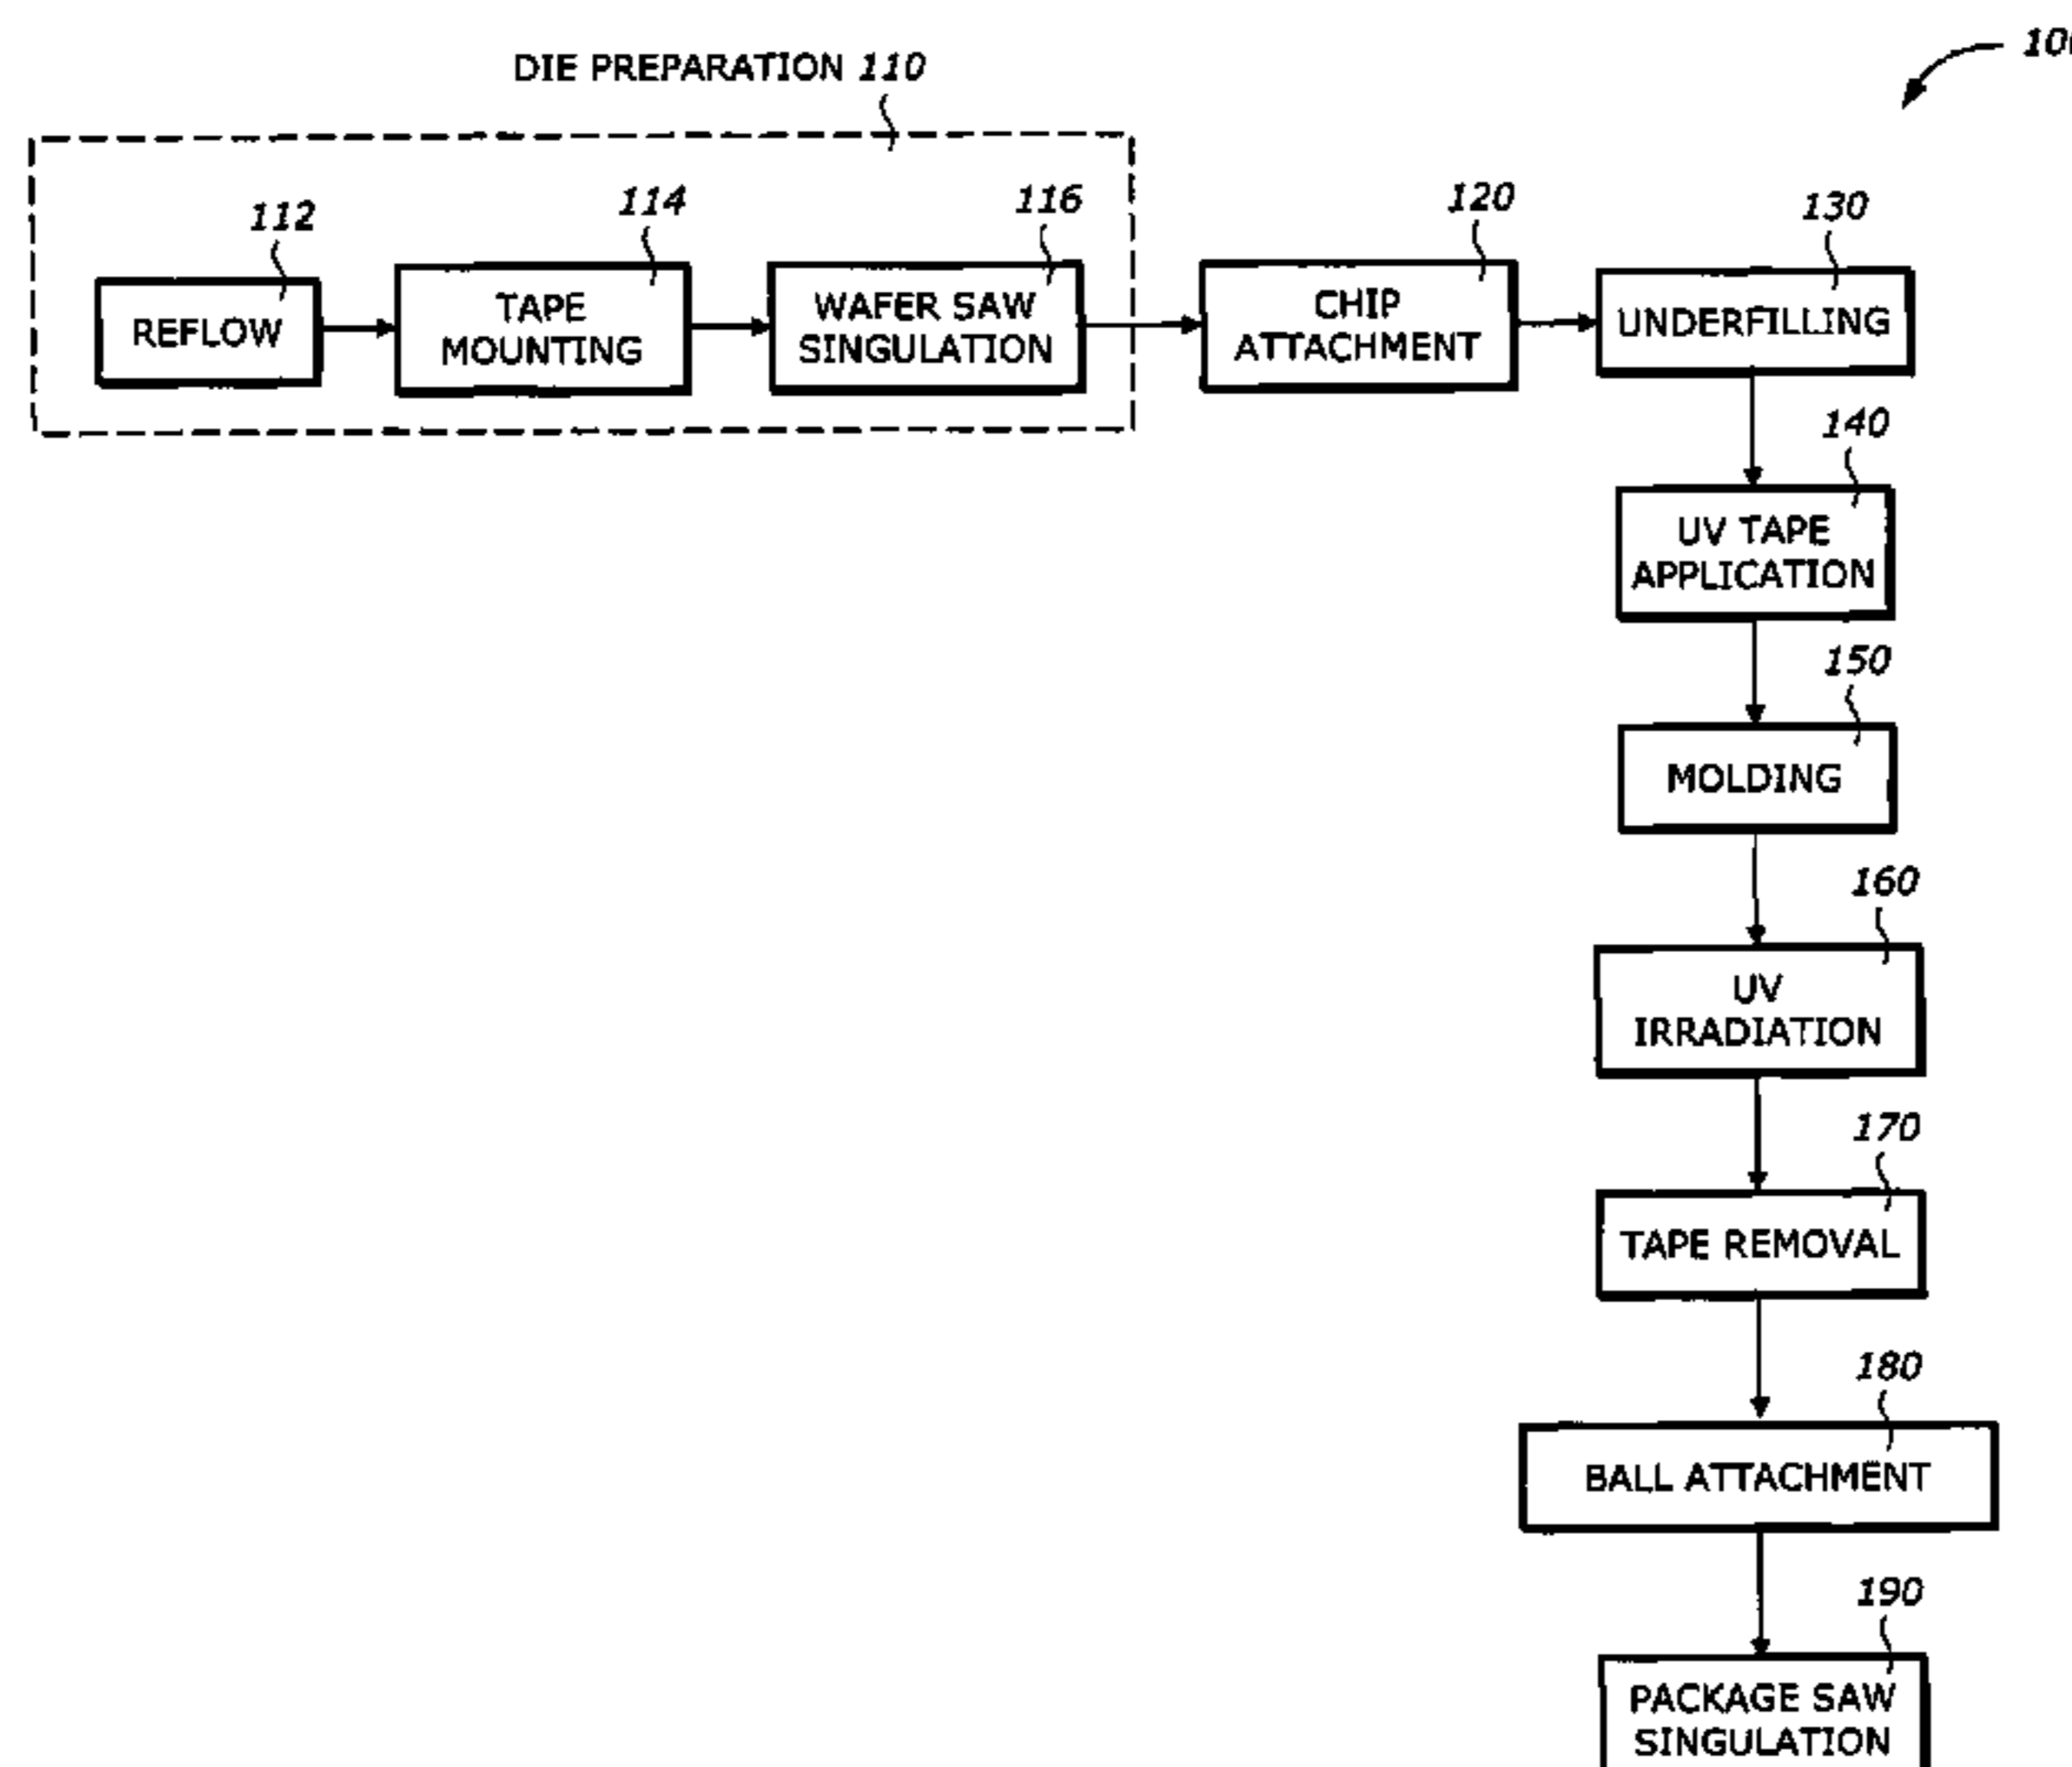 DIE PREPARATION 110
112
REFLOW
114
TAPE
MOUNTING
116
WAFER SAW
SINGULATION
120
CHIP
ATTACHMENT
130
UNDERFILLING
140
UV TAPE
APPLICATION
150
MOLDING
160
UV
IRRADIATION
170
TAPE REMOVAL
180
BALL ATTACHMENT
190
PACKAGE SAW
SINGULATION